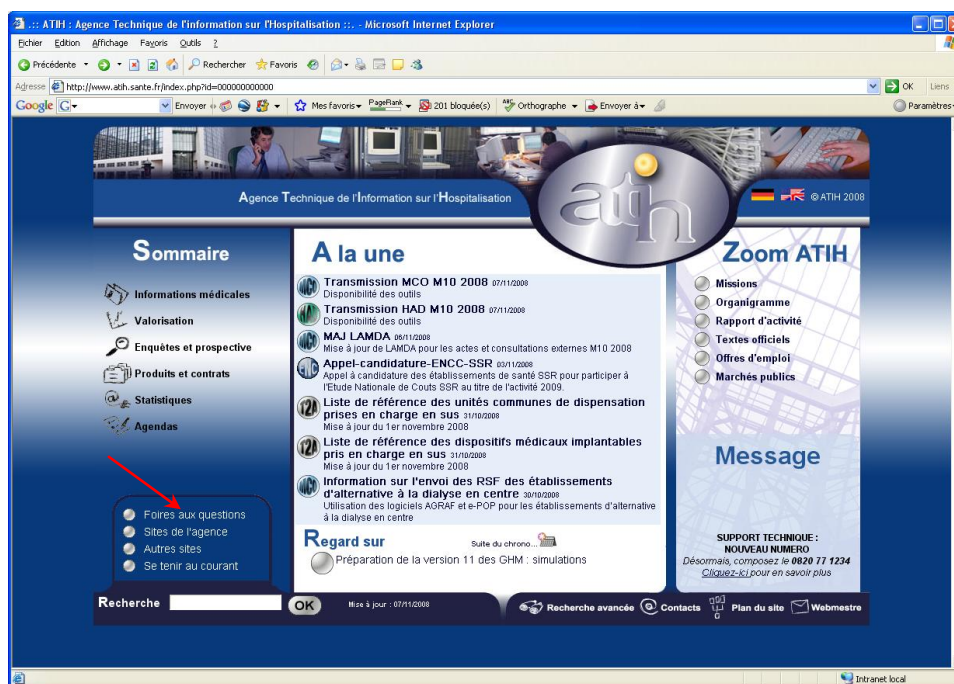 .:: ATIH : Agence Technique de l'information sur l'Hospitalisation ::. - Microsoft Internet Explorer
Fichier Edition Affichage Favoris Outils ?
Précédente Rechercher Favoris
Adresse http://www.atih.sante.fr/index.php?id=000000000000 OK Liens
Google G Envoyer Mes favoris PageRank 201 bloquée(s) Orthographe Envoyer à Paramètres
atih
Agence Technique de l'Information sur l'Hospitalisation
© ATIH 2008
Sommaire
Informations médicales
Valorisation
Enquêtes et prospective
Produits et contrats
Statistiques
Agendas
Foires aux questions
Sites de l'agence
Autres sites
Se tenir au courant
A la une
Transmission MCO M10 2008 07/11/2008
Disponibilité des outils
Transmission HAD M10 2008 07/11/2008
Disponibilité des outils
MAJ LAMDA 06/11/2008
Mise à jour de LAMDA pour les actes et consultations externes M10 2008
Appel-candidature-ENCC-SSR 03/11/2008
Appel à candidature des établissements de santé SSR pour participer à
l'Etude Nationale de Couts SSR au titre de l'activité 2009.
Liste de référence des unités communes de dispensation
prises en charge en sus 31/10/2008
Mise à jour du 1er novembre 2008
Liste de référence des dispositifs médicaux implantables
pris en charge en sus 31/10/2008
Mise à jour du 1er novembre 2008
Information sur l'envoi des RSF des établissements
d'alternative à la dialyse en centre 30/10/2008
Utilisation des logiciels AGRAF et e-POP pour les établissements d'alternative
à la dialyse en centre
Regard sur
Suite du chrono...
Préparation de la version 11 des GHM : simulations
Zoom ATIH
Missions
Organigramme
Rapport d'activité
Textes officiels
Offres d'emploi
Marchés publics
Message
SUPPORT TECHNIQUE :
NOUVEAU NUMERO
Désormais, composez le 0820 77 1234
Cliquez-ici pour en savoir plus
Recherche OK Mise à jour : 07/11/2008 Recherche avancée Contacts Plan du site Webmestre
Intranet local